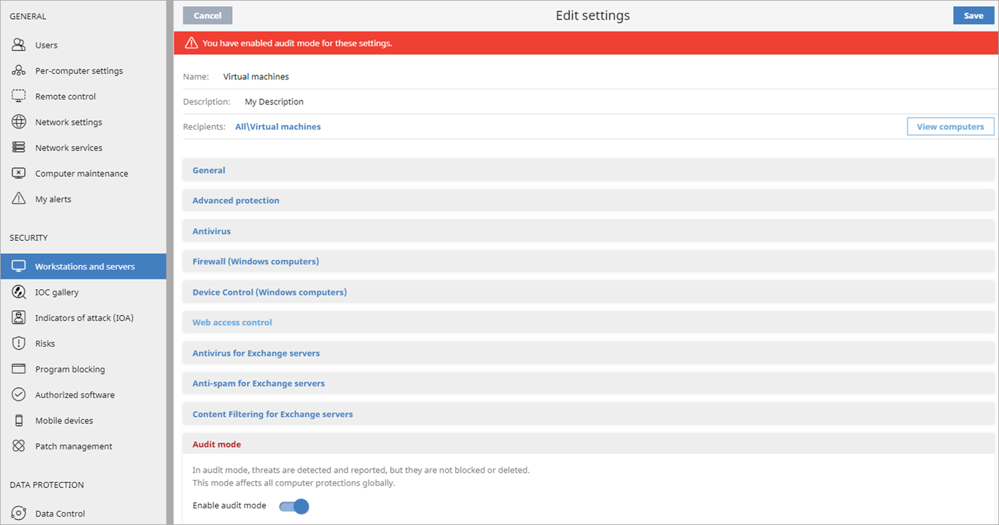 GENERAL
Users
Per-computer settings
Remote control
Network settings
Network services
Computer maintenance
My alerts
SECURITY
Workstations and servers
IOC gallery
Indicators of attack (IOA)
Risks
Program blocking
Authorized software
Mobile devices
Patch management
DATA PROTECTION
Data Control
Cancel
Edit settings
Save
You have enabled audit mode for these settings.
Name: Virtual machines
Description: My Description
Recipients: All\Virtual machines
View computers
General
Advanced protection
Antivirus
Firewall (Windows computers)
Device Control (Windows computers)
Web access control
Antivirus for Exchange servers
Anti-spam for Exchange servers
Content Filtering for Exchange servers
Audit mode
In audit mode, threats are detected and reported, but they are not blocked or deleted.
This mode affects all computer protections globally.
Enable audit mode